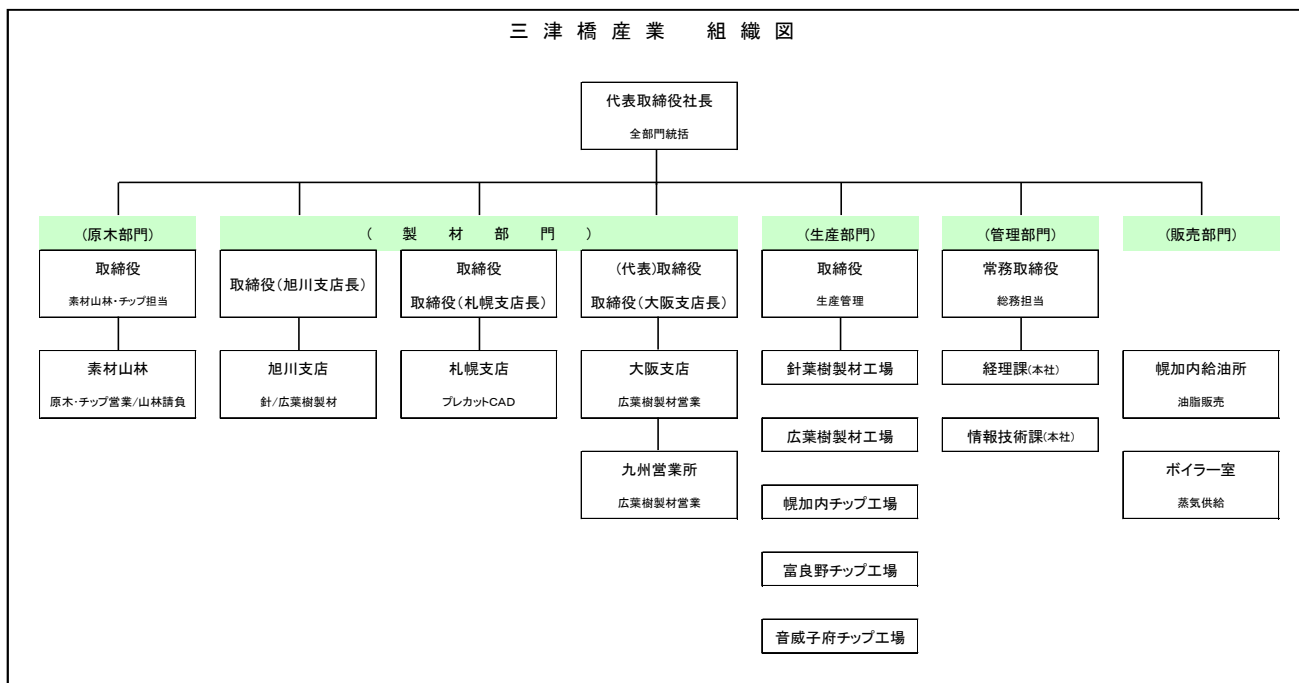 三津橋産業 組織図
代表取締役社長
全部門統括
(原木部門)
(製材部門)
(生産部門)
(管理部門)
(販売部門)
取締役
素材山林・チップ担当
取締役(旭川支店長)
取締役
取締役(札幌支店長)
(代表)取締役
取締役(大阪支店長)
取締役
生産管理
常務取締役
総務担当
素材山林
原木・チップ営業/山林請負
旭川支店
針/広葉樹製材
札幌支店
プレカットCAD
大阪支店
広葉樹製材営業
針葉樹製材工場
経理課(本社)
幌加内給油所
油脂販売
広葉樹製材工場
情報技術課(本社)
九州営業所
広葉樹製材営業
ボイラー室
蒸気供給
幌加内チップ工場
富良野チップ工場
音威子府チップ工場